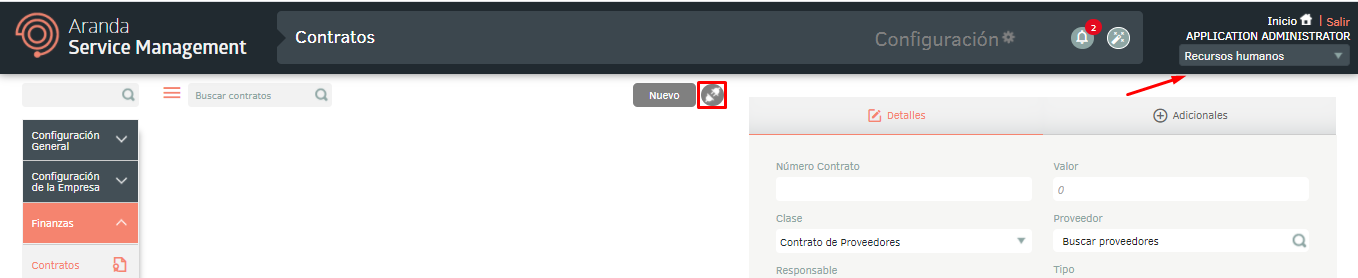 Aranda
Service Management
Contratos
Configuración
2
Inicio | Salir
APPLICATION ADMINISTRATOR
Recursos humanos
Buscar contratos
Nuevo
Configuración
General
Configuración
de la Empresa
Finanzas
Contratos
Detalles
Adicionales
Número Contrato
Valor
0
Clase
Proveedor
Contrato de Proveedores
Buscar proveedores
Responsable
Tipo